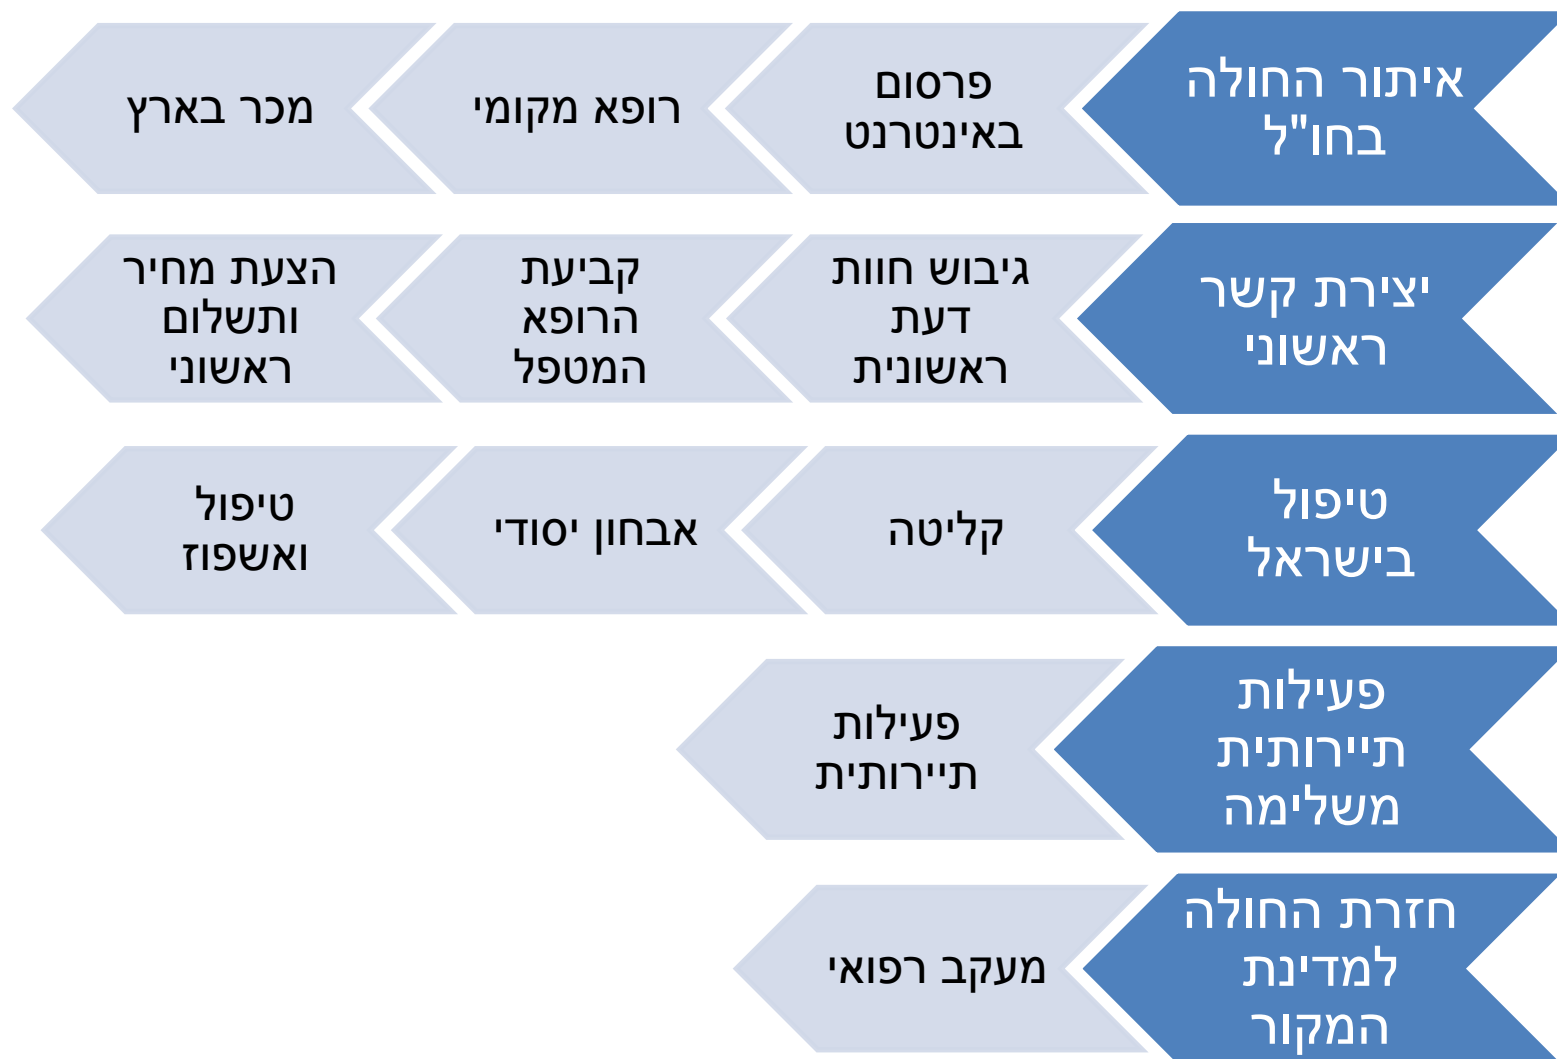 איתור החולה
בחו"ל
פרסום
באינטרנט
רופא מקומי
מכר בארץ
יצירת קשר
ראשוני
גיבוש חוות
דעת
ראשונית
קביעת
הרופא
המטפל
הצעת מחיר
ותשלום
ראשוני
טיפול
בישראל
קליטה
אבחון יסודי
טיפול
ואשפוז
פעילות
תיירותית
משלימה
פעילות
תיירותית
חזרת החולה
למדינת
המקור
מעקב רפואי